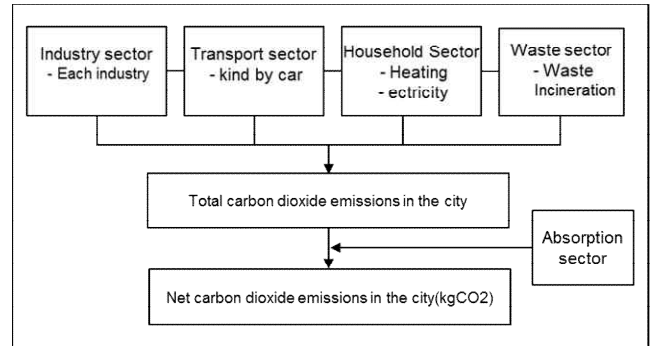 Industry sector
- Each industry
Transport sector
- kind by car
Household Sector
- Heating
- ectricity
Waste sector
- Waste
Incineration
Total carbon dioxide emissions in the city
Absorption
sector
Net carbon dioxide emissions in the city(kgCO2)